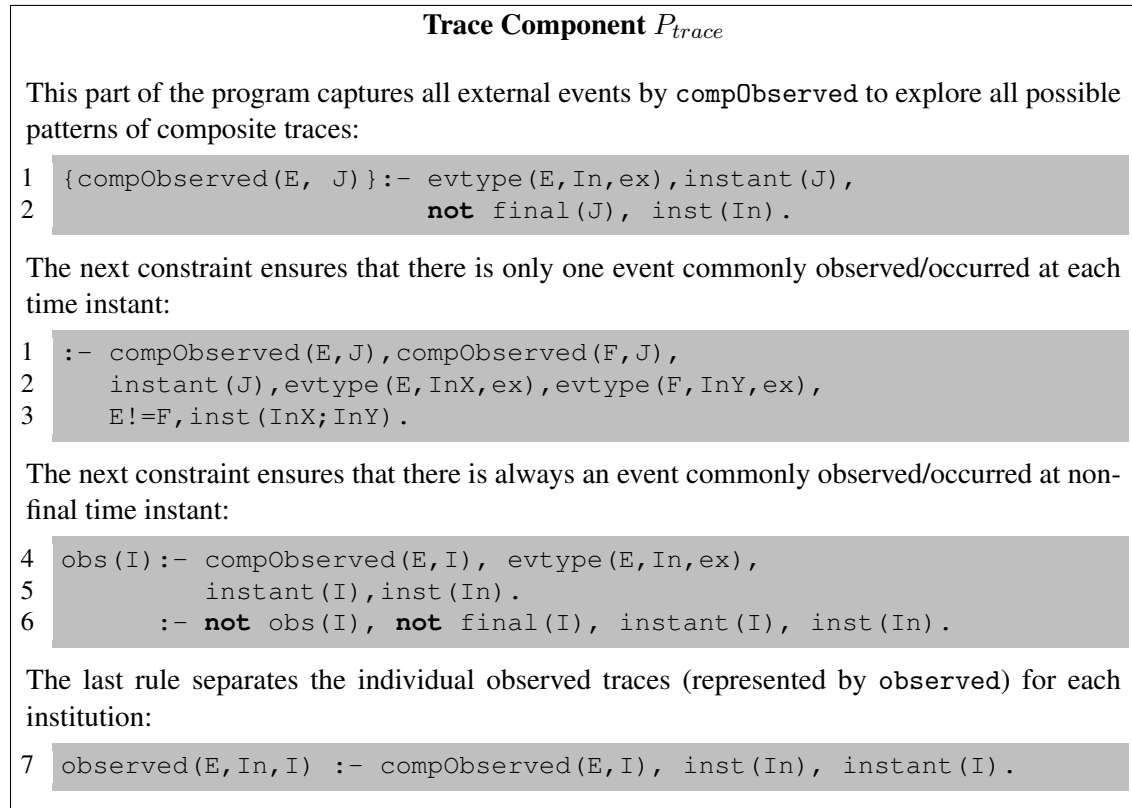 Trace Component P_trace
This part of the program captures all external events by compObserved to explore all possible
patterns of composite traces:
1 {compObserved(E, J)}:- evtype(E,In,ex),instant(J),
2 not final(J), inst(In).
The next constraint ensures that there is only one event commonly observed/occurred at each
time instant:
1 :- compObserved(E,J),compObserved(F,J),
2 instant(J),evtype(E,InX,ex),evtype(F,InY,ex),
3 E!=F,inst(InX;InY).
The next constraint ensures that there is always an event commonly observed/occurred at non-
final time instant:
4 obs(I):- compObserved(E,I), evtype(E,In,ex),
5 instant(I),inst(In).
6 :- not obs(I), not final(I), instant(I), inst(In).
The last rule separates the individual observed traces (represented by observed) for each
institution:
7 observed(E,In,I) :- compObserved(E,I), inst(In), instant(I).